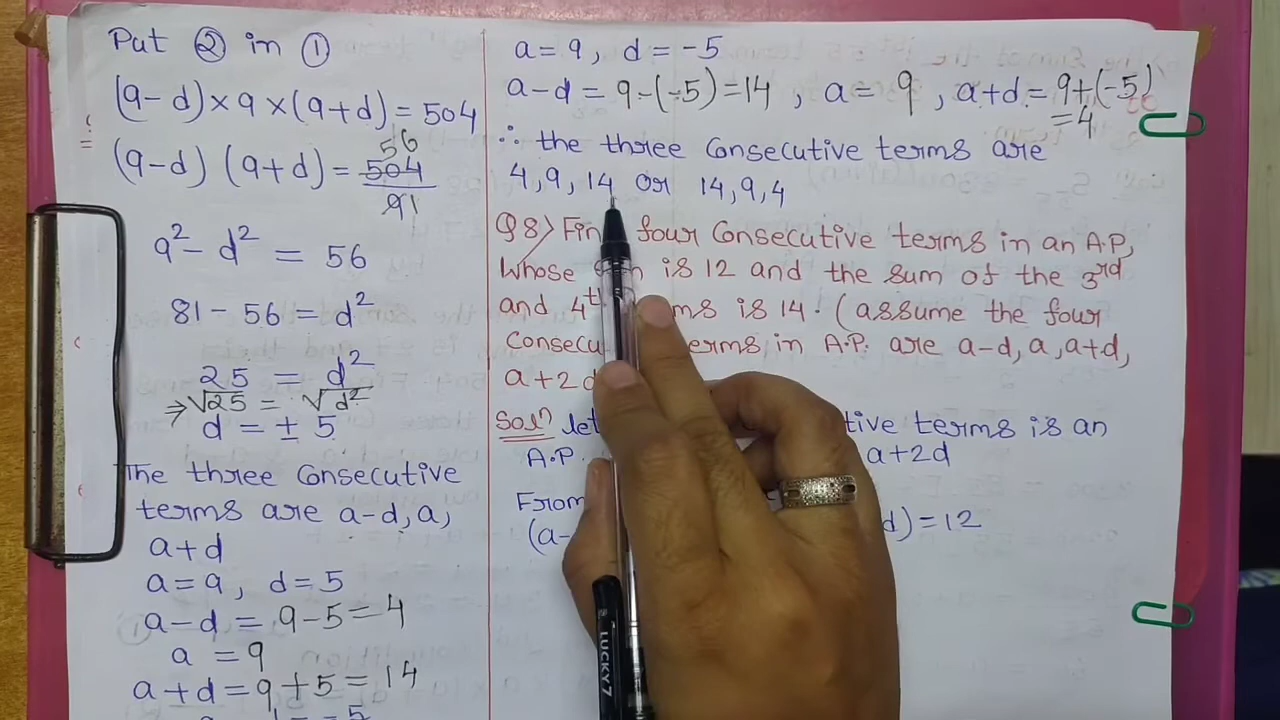 Put ② in ①
(9-d)×9×(9+d)=504
56
(9-d) (9+d)=504
91
9²-d² = 56
81-56=d²
25 = d²
⇒√25 = √d²
d = ± 5
The three Consecutive
terms are a-d, a,
a+d
a=9, d=5
a-d = 9-5=4
a =9
a+d=9+5=14
a=9, d=-5
a-d = 9-(-5)=14, a=9, a+d=9+(-5)
=4
∴ the three Consecutive terms are
4,9,14 or 14,9,4
Q8> Fin four Consecutive terms in an A.P,
Whose is 12 and the sum of the 3rd
and 4th ms is 14. (assume the four
Consecu erms in A.P. are a-d, a, a+d,
a+2d
Solⁿ let tive terms is an
A.P. a+2d
From
(a- d)=12
LUCKY 7